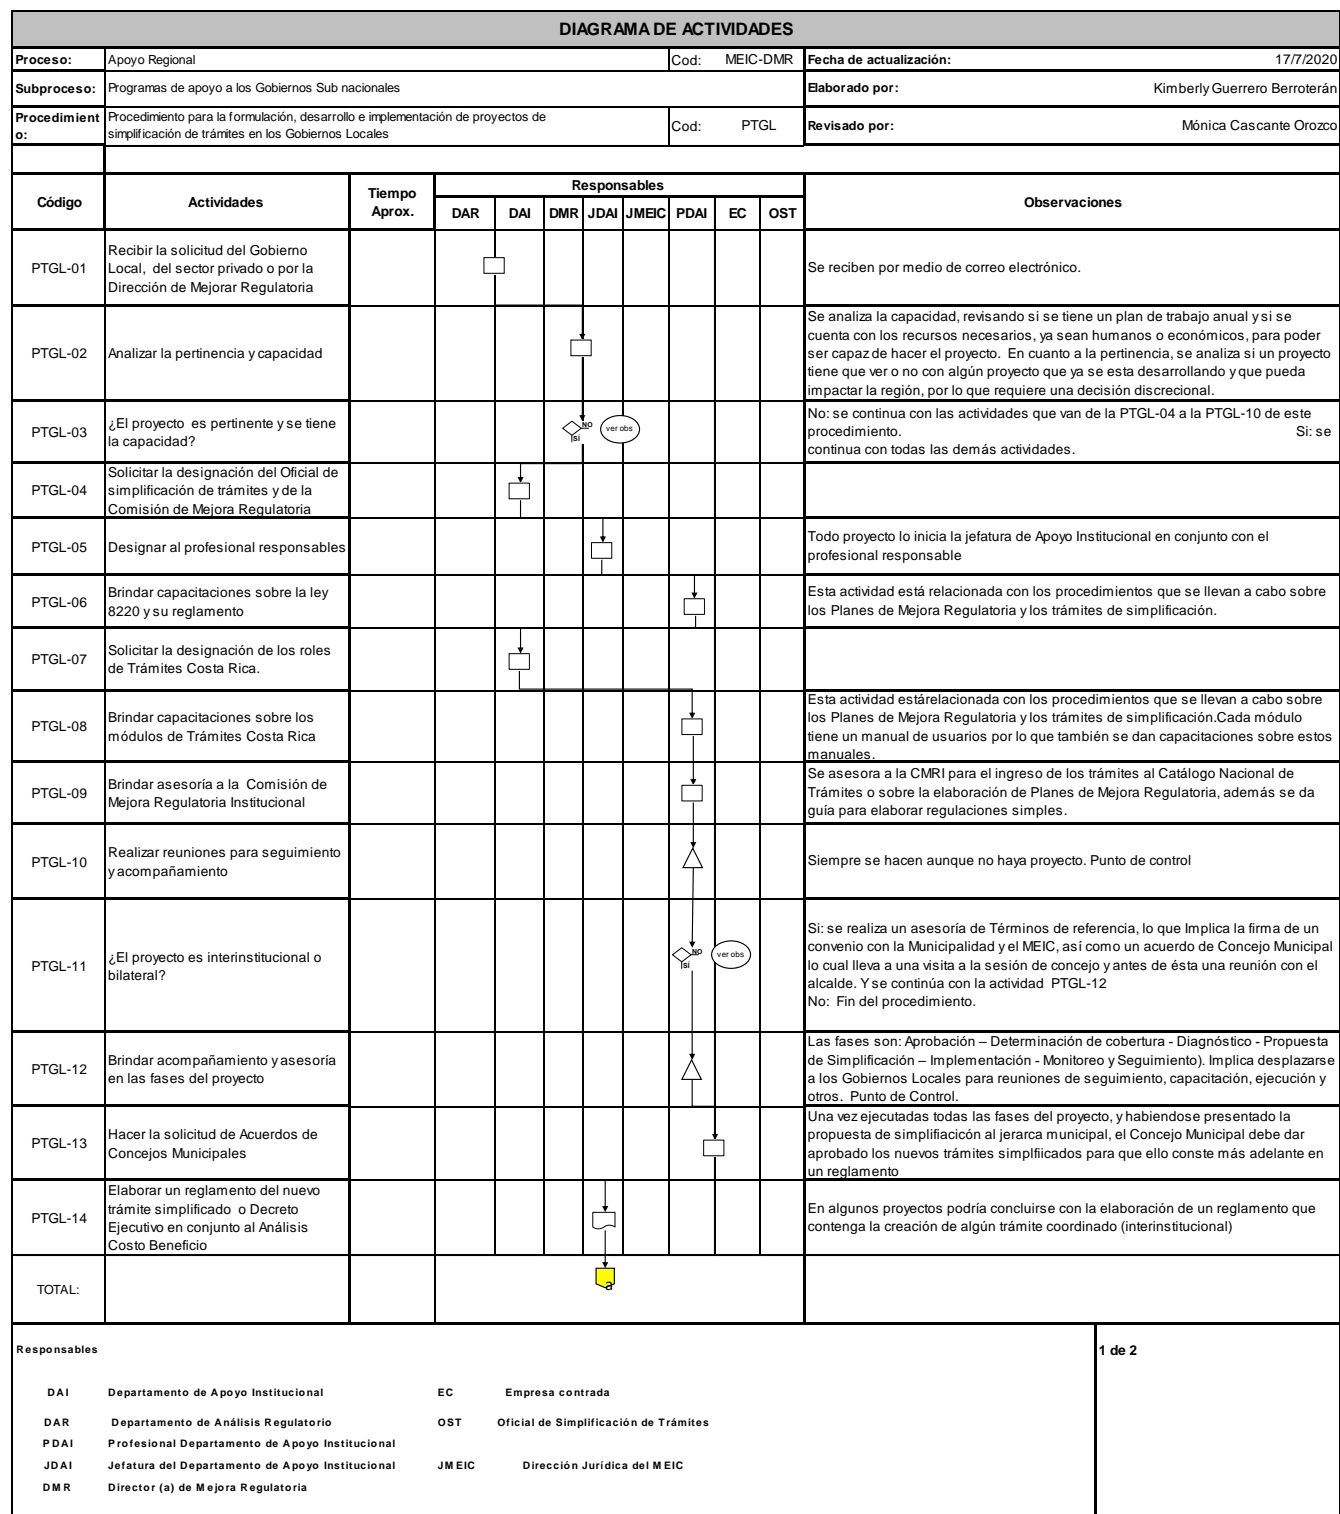 DIAGRAMA DE ACTIVIDADES
Proceso: Apoyo Regional Cod: MEIC-DMR Fecha de actualización: 17/7/2020
Subproceso: Programas de apoyo a los Gobiernos Sub nacionales Elaborado por: Kimberly Guerrero Berroterán
Procedimient
o:
Procedimiento para la formulación, desarrollo e implementación de proyectos de
simplificación de trámites en los Gobiernos Locales
Cod: PTGL Revisado por: Mónica Cascante Orozco
Código Actividades Tiempo
Aprox.
Responsables
DAR DAI DMR JDAI JMEIC PDAI EC OST
Observaciones
PTGL-01
Recibir la solicitud del Gobierno
Local, del sector privado o por la
Dirección de Mejorar Regulatoria
Se reciben por medio de correo electrónico.
PTGL-02
Analizar la pertinencia y capacidad
Se analiza la capacidad, revisando si se tiene un plan de trabajo anual y si se
cuenta con los recursos necesarios, ya sean humanos o económicos, para poder
ser capaz de hacer el proyecto. En cuanto a la pertinencia, se analiza si un proyecto
tiene que ver o no con algún proyecto que ya se esta desarrollando y que pueda
impactar la región, por lo que requiere una decisión discrecional.
PTGL-03
¿El proyecto es pertinente y se tiene
la capacidad?
NO
sí
ver obs
No: se continua con las actividades que van de la PTGL-04 a la PTGL-10 de este
procedimiento. Si: se
continua con todas las demás actividades.
PTGL-04
Solicitar la designación del Oficial de
simplificación de trámites y de la
Comisión de Mejora Regulatoria
PTGL-05
Designar al profesional responsables
Todo proyecto lo inicia la jefatura de Apoyo Institucional en conjunto con el
profesional responsable
PTGL-06
Brindar capacitaciones sobre la ley
8220 y su reglamento
Esta actividad está relacionada con los procedimientos que se llevan a cabo sobre
los Planes de Mejora Regulatoria y los trámites de simplificación.
PTGL-07
Solicitar la designación de los roles
de Trámites Costa Rica.
PTGL-08
Brindar capacitaciones sobre los
módulos de Trámites Costa Rica
Esta actividad estárelacionada con los procedimientos que se llevan a cabo sobre
los Planes de Mejora Regulatoria y los trámites de simplificación.Cada módulo
tiene un manual de usuarios por lo que también se dan capacitaciones sobre estos
manuales.
PTGL-09
Brindar asesoría a la Comisión de
Mejora Regulatoria Institucional
Se asesora a la CMRI para el ingreso de los trámites al Catálogo Nacional de
Trámites o sobre la elaboración de Planes de Mejora Regulatoria, además se da
guía para elaborar regulaciones simples.
PTGL-10
Realizar reuniones para seguimiento
y acompañamiento
Siempre se hacen aunque no haya proyecto. Punto de control
PTGL-11
¿El proyecto es interinstitucional o
bilateral?
NO
sí
ver obs
Si: se realiza un asesoría de Términos de referencia, lo que Implica la firma de un
convenio con la Municipalidad y el MEIC, así como un acuerdo de Concejo Municipal
lo cual lleva a una visita a la sesión de concejo y antes de ésta una reunión con el
alcalde. Y se continúa con la actividad PTGL-12
No: Fin del procedimiento.
PTGL-12
Brindar acompañamiento y asesoría
en las fases del proyecto
Las fases son: Aprobación – Determinación de cobertura - Diagnóstico - Propuesta
de Simplificación – Implementación - Monitoreo y Seguimiento). Implica desplazarse
a los Gobiernos Locales para reuniones de seguimiento, capacitación, ejecución y
otros. Punto de Control.
PTGL-13
Hacer la solicitud de Acuerdos de
Concejos Municipales
Una vez ejecutadas todas las fases del proyecto, y habiendose presentado la
propuesta de simplifiacicón al jerarca municipal, el Concejo Municipal debe dar
aprobado los nuevos trámites simplfiicados para que ello conste más adelante en
un reglamento
PTGL-14
Elaborar un reglamento del nuevo
trámite simplificado o Decreto
Ejecutivo en conjunto al Análisis
Costo Beneficio
En algunos proyectos podría concluirse con la elaboración de un reglamento que
contenga la creación de algún trámite coordinado (interinstitucional)
TOTAL:
a
Responsables
1 de 2
DAI Departamento de Apoyo Institucional EC Empresa contrada
DAR Departamento de Análisis Regulatorio OST Oficial de Simplificación de Trámites
PDAI Profesional Departamento de Apoyo Institucional
JDAI Jefatura del Departamento de Apoyo Institucional JMEIC Dirección Jurídica del MEIC
DMR Director (a) de Mejora Regulatoria